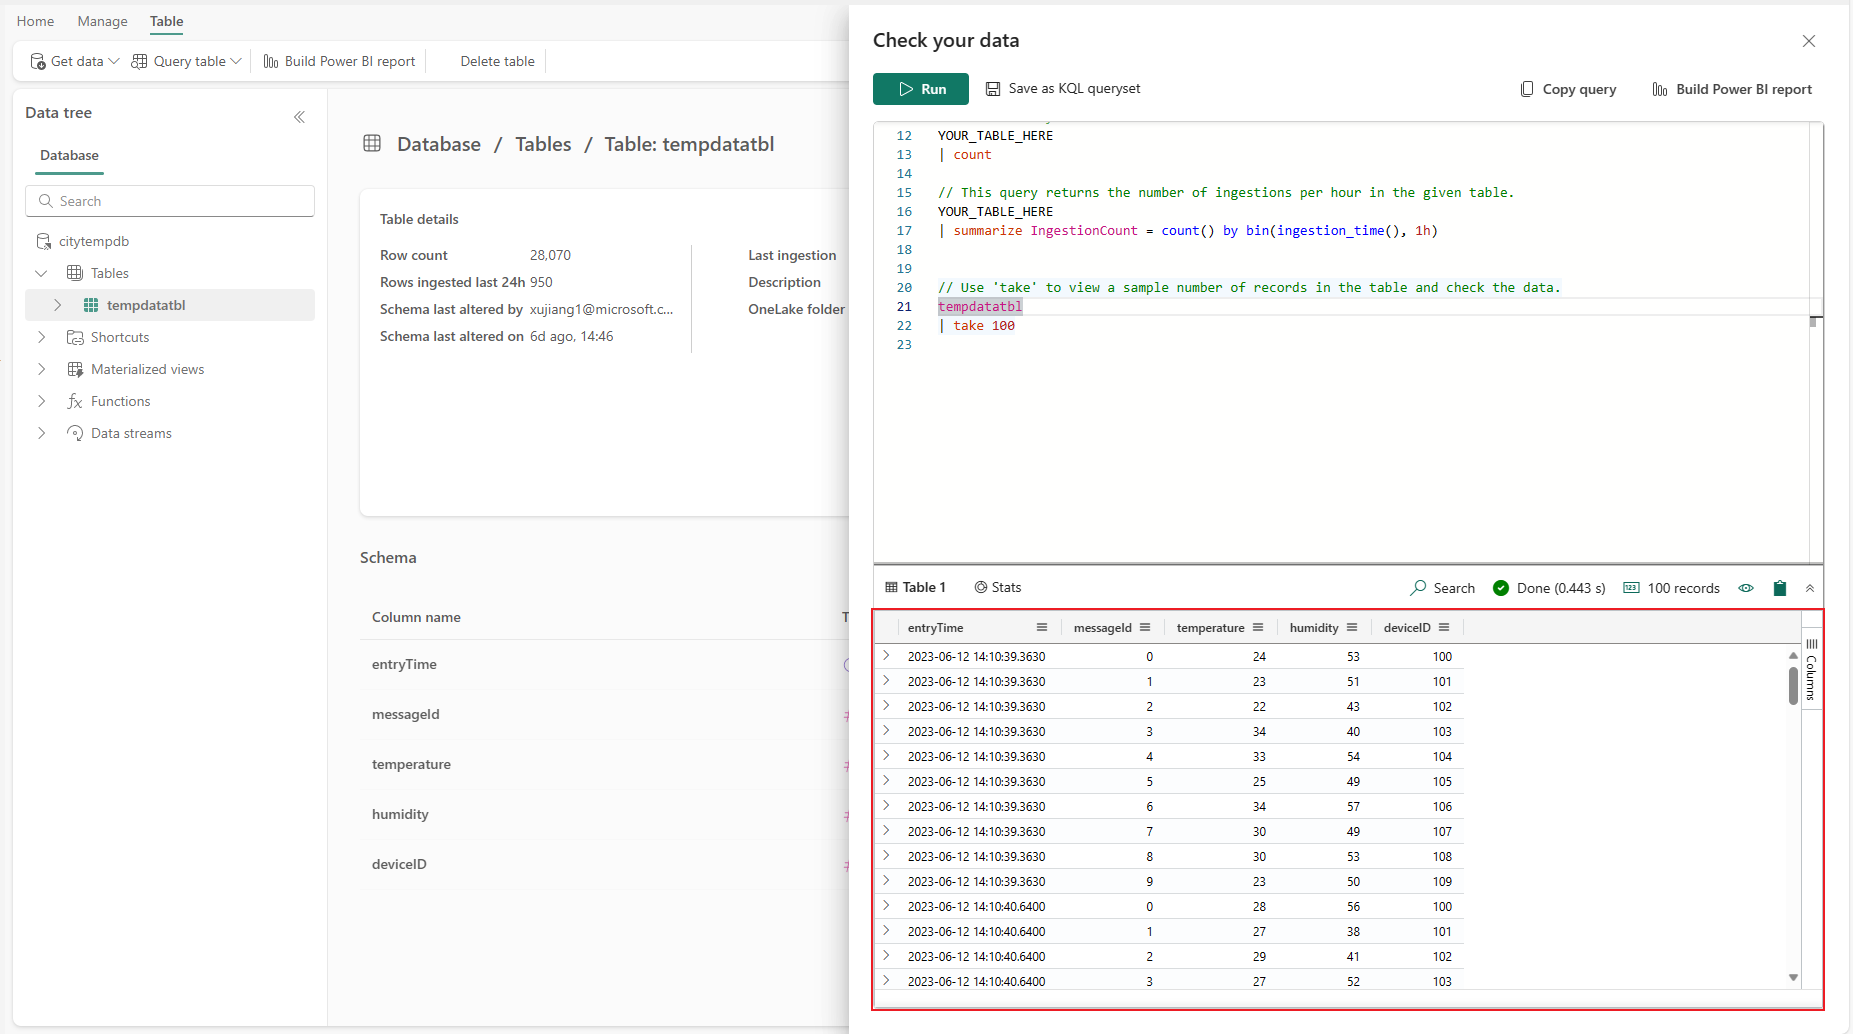 Home Manage Table
Get data Query table Build Power BI report Delete table
Data tree
Database
Search
citytempdb
Tables
tempdatatbl
Shortcuts
Materialized views
Functions
Data streams
Database / Tables / Table: tempdatatbl
Table details
Row count 28,070
Rows ingested last 24h 950
Schema last altered by xujiang1@microsoft.c...
Schema last altered on 6d ago, 14:46
Last ingestion
Description
OneLake folder
Schema
Column name
entryTime
messageId
temperature
humidity
deviceID
Check your data
Run Save as KQL queryset Copy query Build Power BI report
12 YOUR_TABLE_HERE
13 | count
14
15 // This query returns the number of ingestions per hour in the given table.
16 YOUR_TABLE_HERE
17 | summarize IngestionCount = count() by bin(ingestion_time(), 1h)
18
19
20 // Use 'take' to view a sample number of records in the table and check the data.
21 tempdatatbl
22 | take 100
23
Table 1 Stats Search Done (0.443 s) 100 records
entryTime messageId temperature humidity deviceID
2023-06-12 14:10:39.3630 0 24 53 100
2023-06-12 14:10:39.3630 1 23 51 101
2023-06-12 14:10:39.3630 2 22 43 102
2023-06-12 14:10:39.3630 3 34 40 103
2023-06-12 14:10:39.3630 4 33 54 104
2023-06-12 14:10:39.3630 5 25 49 105
2023-06-12 14:10:39.3630 6 34 57 106
2023-06-12 14:10:39.3630 7 30 49 107
2023-06-12 14:10:39.3630 8 30 53 108
2023-06-12 14:10:39.3630 9 23 50 109
2023-06-12 14:10:40.6400 0 28 56 100
2023-06-12 14:10:40.6400 1 27 38 101
2023-06-12 14:10:40.6400 2 29 41 102
2023-06-12 14:10:40.6400 3 27 52 103
Columns